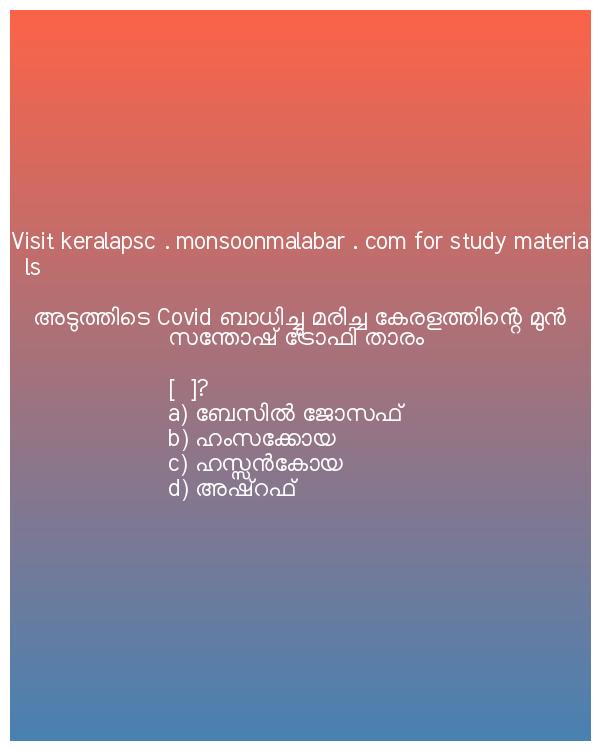 Visit keralapsc . monsoonmalabar . com for study materia
ls
അടുത്തിടെ Covid ബാധിച്ചു മരിച്ച കേരളത്തിന്റെ മുൻ
സന്തോഷ് ട്രോഫി താരം
[ ]?
a) ബേസിൽ ജോസഫ്
b) ഹംസക്കോയ
c) ഹസ്സൻകോയ
d) അഷ്റഫ്